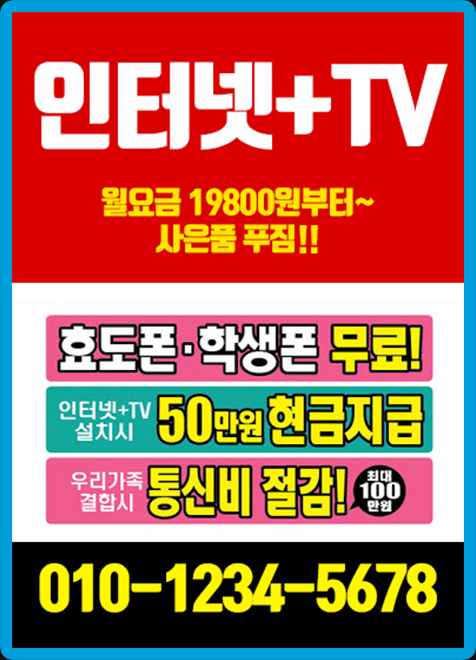 인터넷+TV
월요금 19800원부터~
사은품 푸짐!!
효도폰·학생폰 무료!
인터넷+TV
설치시
50만원 현금지급
우리가족
결합시
통신비 절감!
최대
100
만원
010-1234-5678